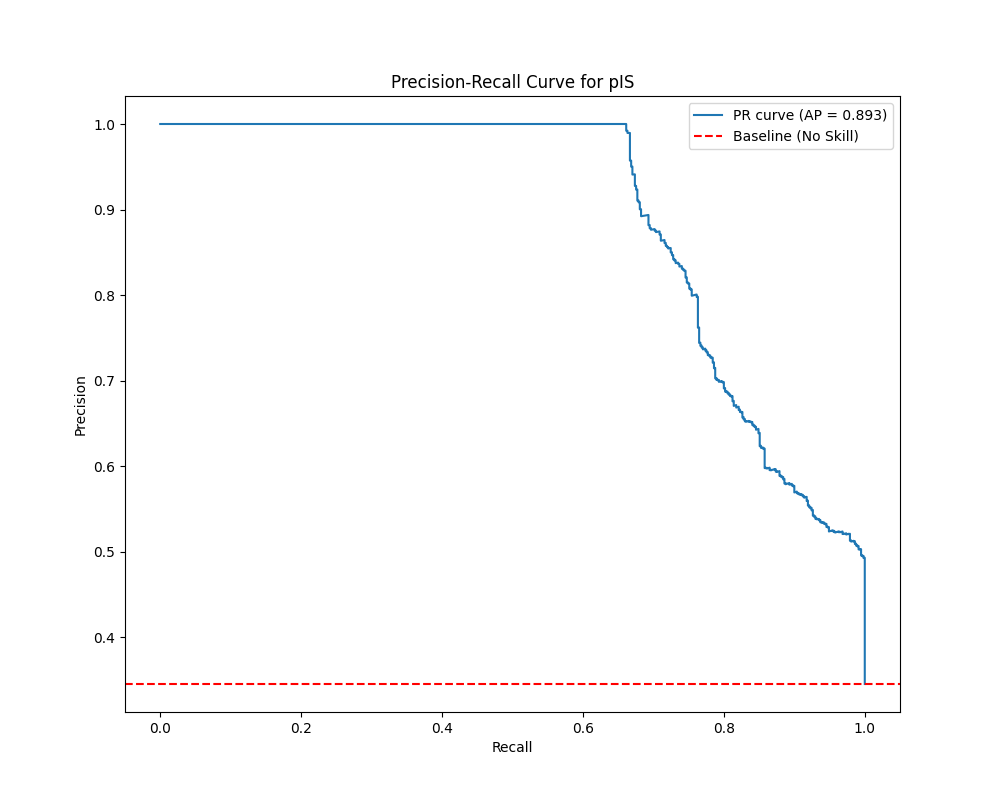 Precision-Recall Curve for pIS
PR curve (AP = 0.893)
Baseline (No Skill)
Precision
1.0
0.9
0.8
0.7
0.6
0.5
0.4
0.0 0.2 0.4 0.6 0.8 1.0
Recall